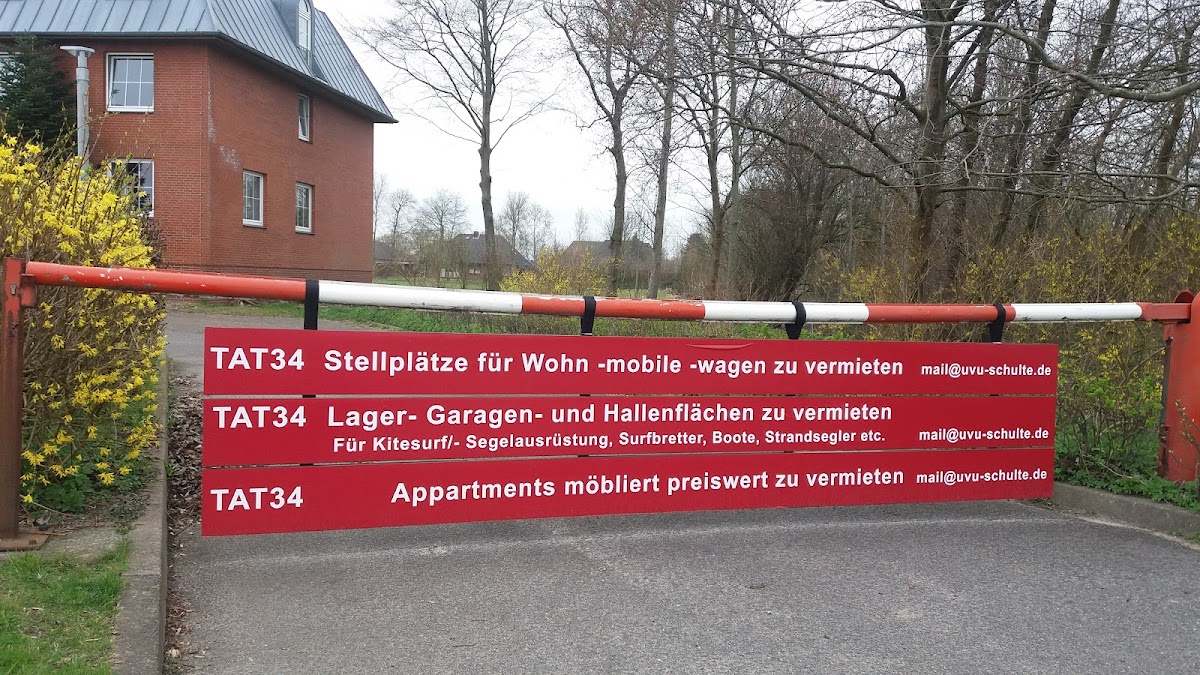 TAT34 Stellplätze für Wohn -mobile -wagen zu vermieten mail@uvu-schulte.de
TAT34 Lager- Garagen- und Hallenflächen zu vermieten
Für Kitesurf/- Segelausrüstung, Surfbretter, Boote, Strandsegler etc. mail@uvu-schulte.de
TAT34 Appartments möbliert preiswert zu vermieten mail@uvu-schulte.de